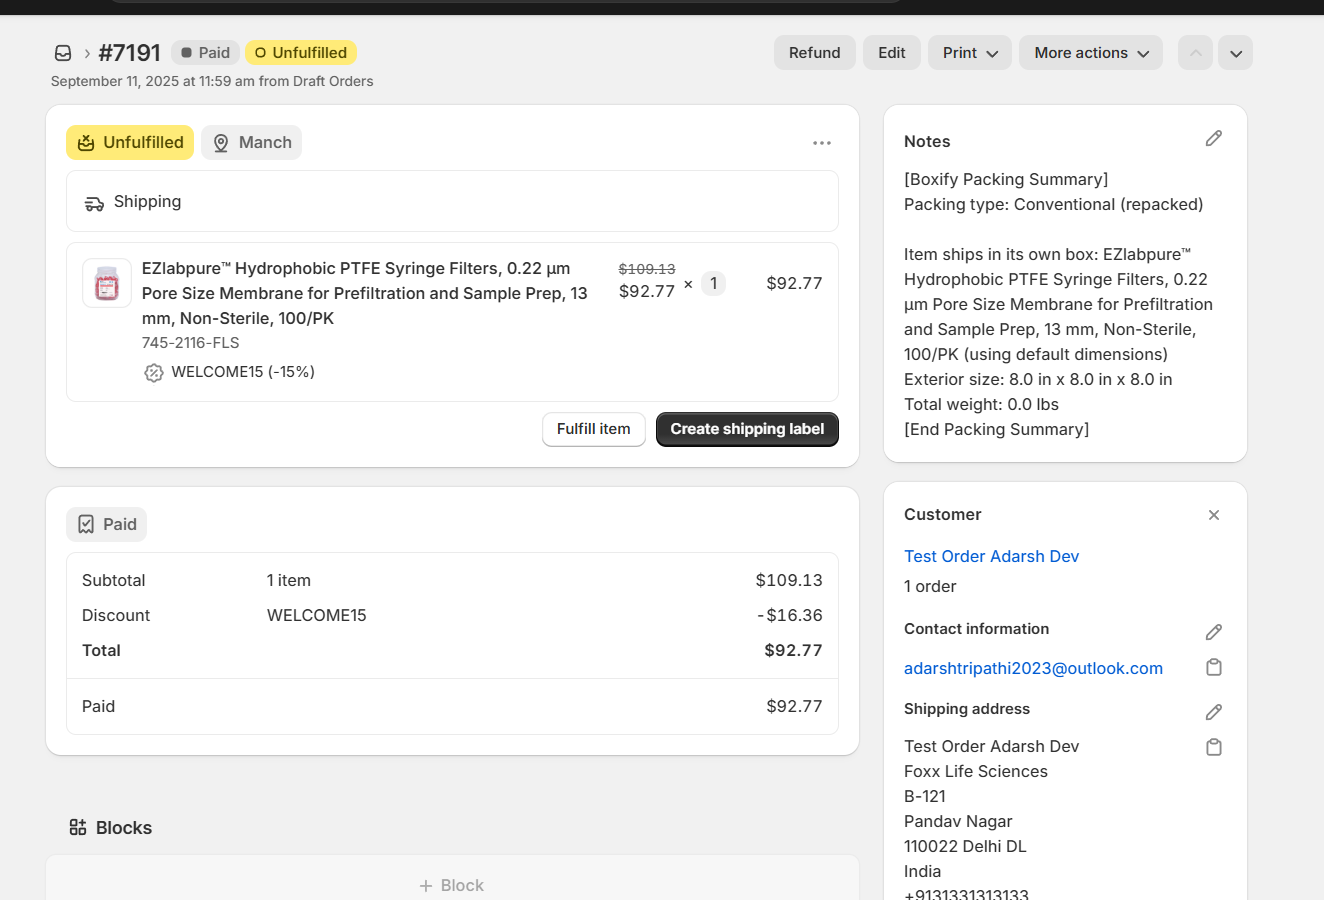 #7191 Paid Unfulfilled
Refund Edit Print More actions
September 11, 2025 at 11:59 am from Draft Orders
Unfulfilled Manch
Shipping
EZlabpure™ Hydrophobic PTFE Syringe Filters, 0.22 µm
Pore Size Membrane for Prefiltration and Sample Prep, 13
mm, Non-Sterile, 100/PK
745-2116-FLS
WELCOME15 (-15%)
$109.13
$92.77 × 1
$92.77
Fulfill item Create shipping label
Paid
Subtotal 1 item $109.13
Discount WELCOME15 -$16.36
Total $92.77
Paid $92.77
Blocks
+ Block
Notes
[Boxify Packing Summary]
Packing type: Conventional (repacked)
Item ships in its own box: EZlabpure™
Hydrophobic PTFE Syringe Filters, 0.22
µm Pore Size Membrane for Prefiltration
and Sample Prep, 13 mm, Non-Sterile,
100/PK (using default dimensions)
Exterior size: 8.0 in x 8.0 in x 8.0 in
Total weight: 0.0 lbs
[End Packing Summary]
Customer
Test Order Adarsh Dev
1 order
Contact information
adarshtripathi2023@outlook.com
Shipping address
Test Order Adarsh Dev
Foxx Life Sciences
B-121
Pandav Nagar
110022 Delhi DL
India
+9131331313133